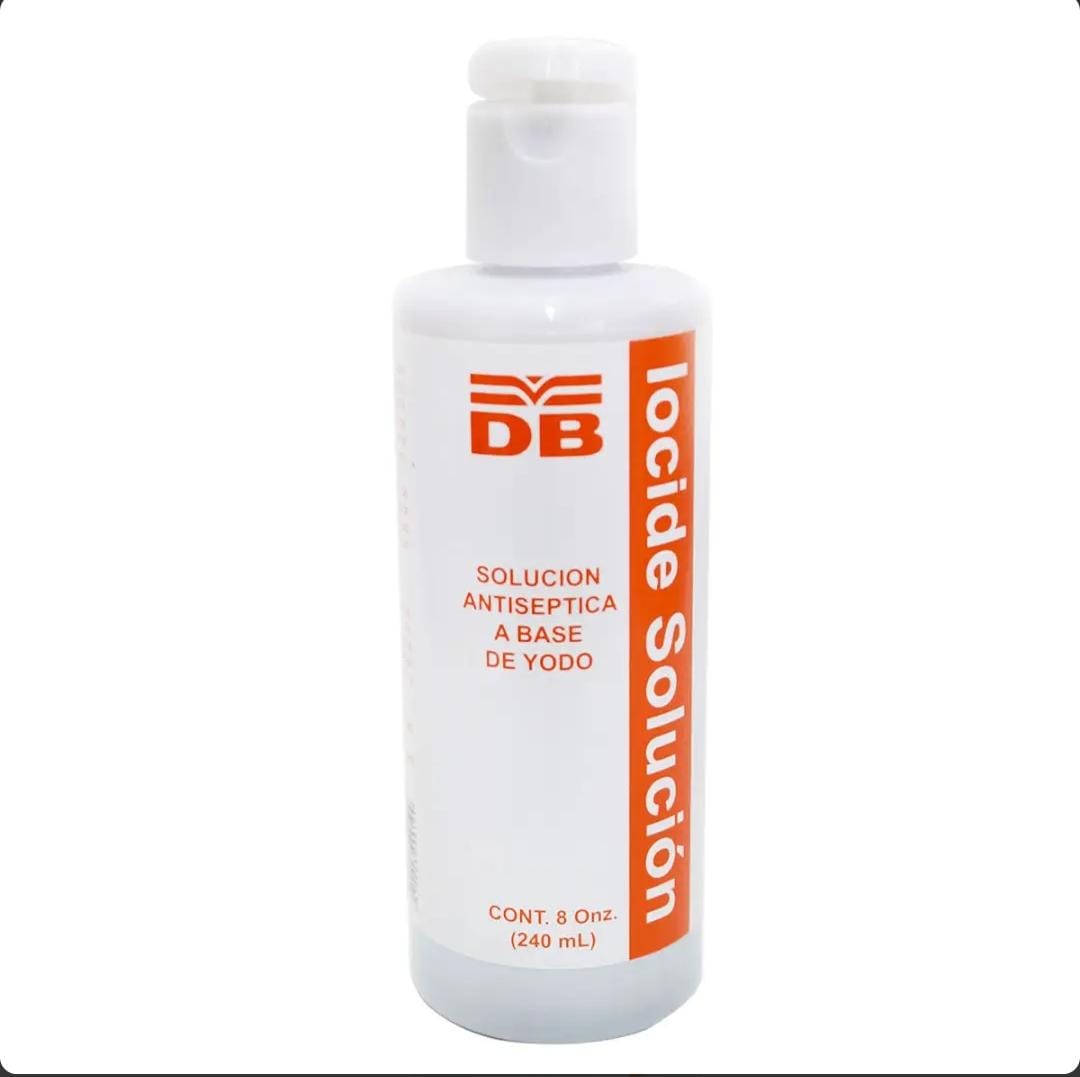 DB
SOLUCION
ANTISEPTICA
A BASE
DE YODO
CONT. 8 Onz.
(240 mL)
Iocide Solución